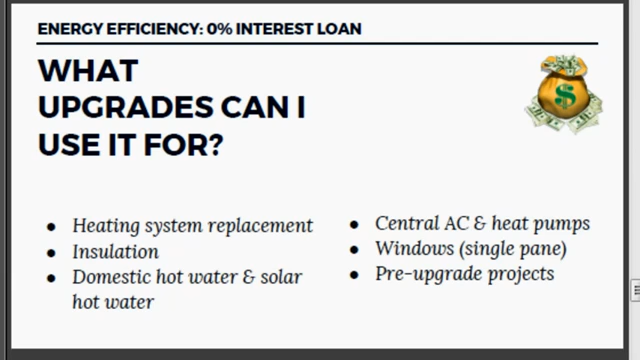 ENERGY EFFICIENCY: 0% INTEREST LOAN
WHAT
UPGRADES CAN I
USE IT FOR?
$
● Heating system replacement
● Insulation
● Domestic hot water & solar
hot water
● Central AC & heat pumps
● Windows (single pane)
● Pre-upgrade projects